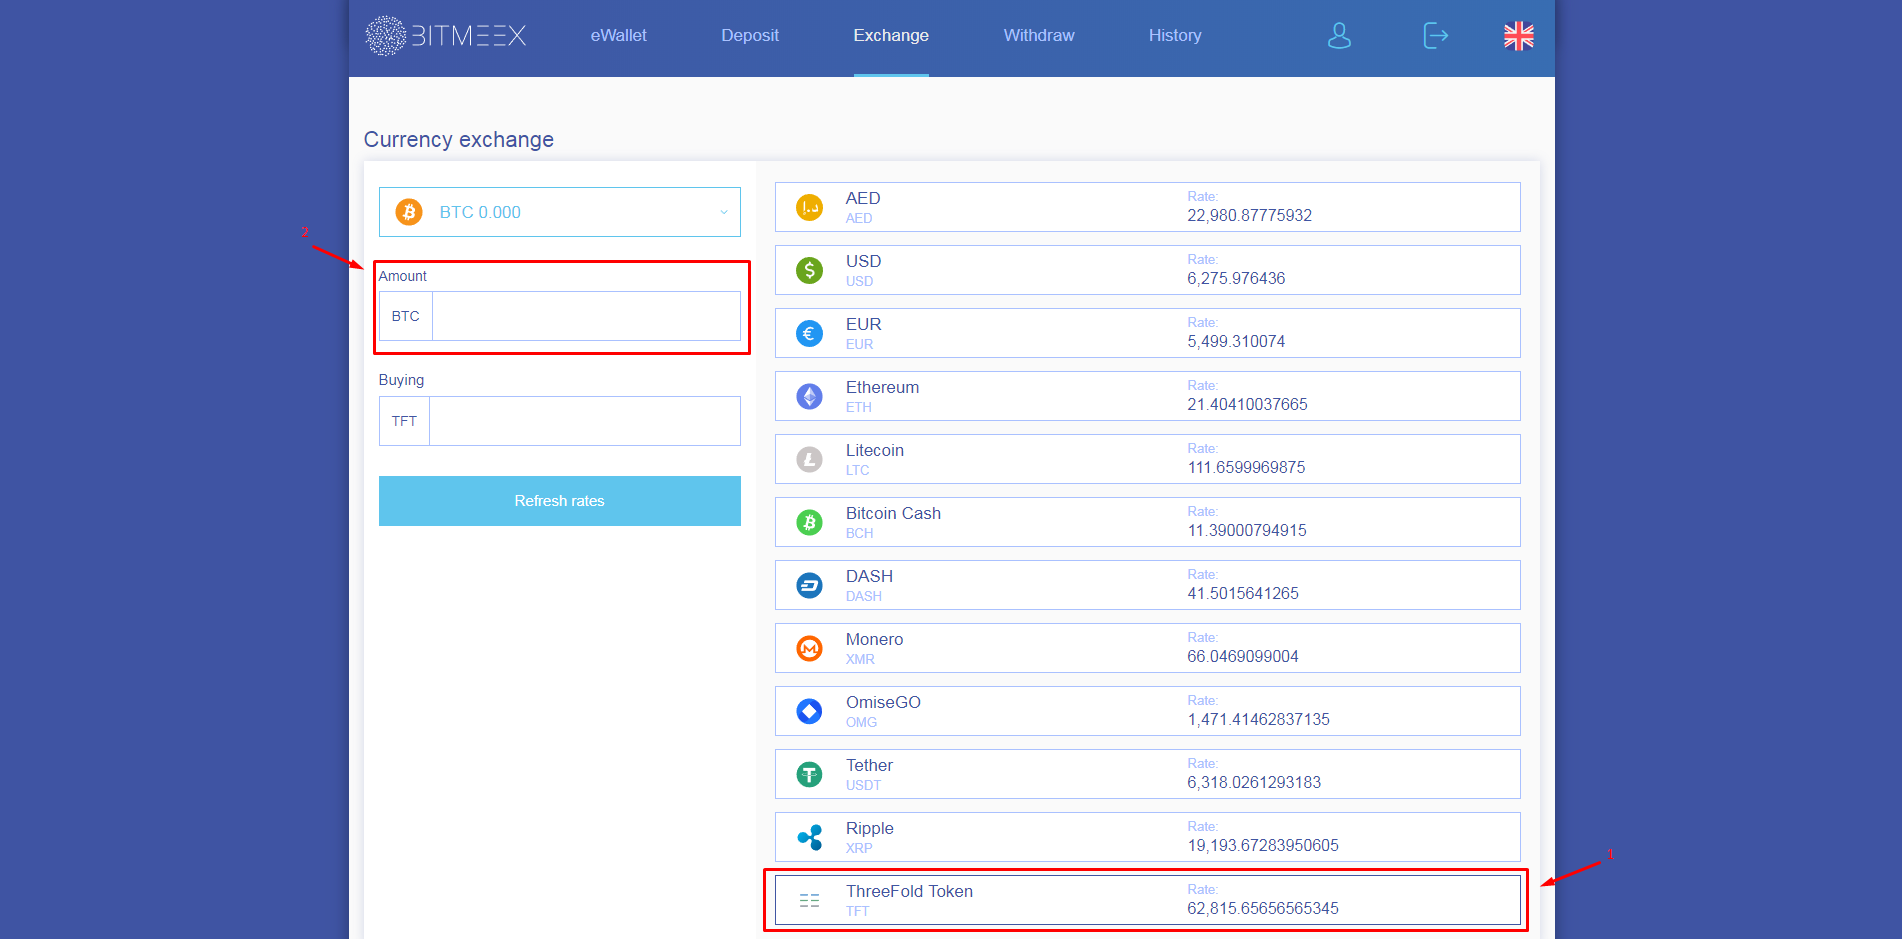 BITMEEX
eWallet
Deposit
Exchange
Withdraw
History
Currency exchange
BTC 0.000
2
Amount
BTC
Buying
TFT
Refresh rates
AED
AED
Rate:
22,980.87775932
USD
USD
Rate:
6,275.976436
EUR
EUR
Rate:
5,499.310074
Ethereum
ETH
Rate:
21.40410037665
Litecoin
LTC
Rate:
111.6599969875
Bitcoin Cash
BCH
Rate:
11.39000794915
DASH
DASH
Rate:
41.5015641265
Monero
XMR
Rate:
66.0469099004
OmiseGO
OMG
Rate:
1,471.41462837135
Tether
USDT
Rate:
6,318.0261293183
Ripple
XRP
Rate:
19,193.67283950605
1
ThreeFold Token
TFT
Rate:
62,815.65656565345